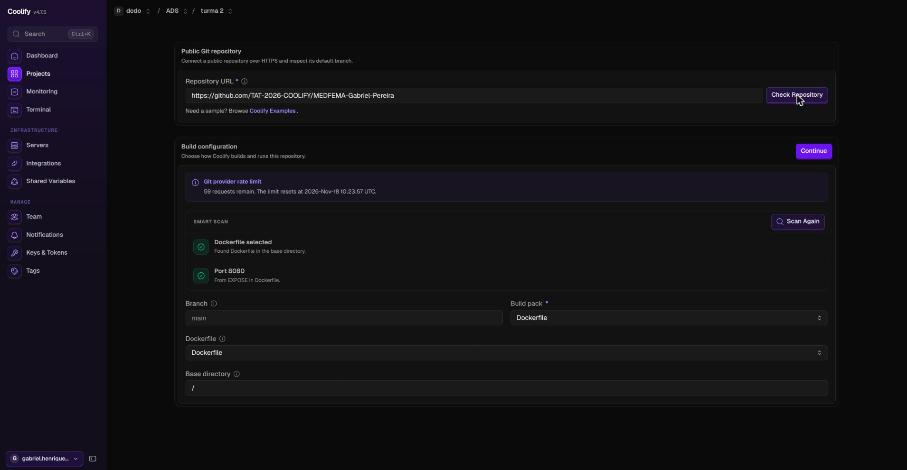 Coolify v4.7.5
D dodo / ADS / turma 2
Search Ctrl+K
Dashboard
Projects
Monitoring
Terminal
INFRASTRUCTURE
Servers
Integrations
Shared Variables
MANAGE
Team
Notifications
Keys & Tokens
Tags
G gabriel.henrique...
Public Git repository
Connect a public repository over HTTPS and inspect its default branch.
Repository URL *
https://github.com/TAT-2026-COOLIFY/MEDFEMA-Gabriel-Pereira
Check Repository
Need a sample? Browse Coolify Examples .
Build configuration
Choose how Coolify builds and runs this repository.
Continue
Git provider rate limit
59 requests remain. The limit resets at 2026-Nov-18 10:23:57 UTC.
SMART SCAN
Scan Again
Dockerfile selected
Found Dockerfile in the base directory.
Port 8080
From EXPOSE in Dockerfile.
Branch
main
Build pack *
Dockerfile
Dockerfile
Dockerfile
Base directory
/